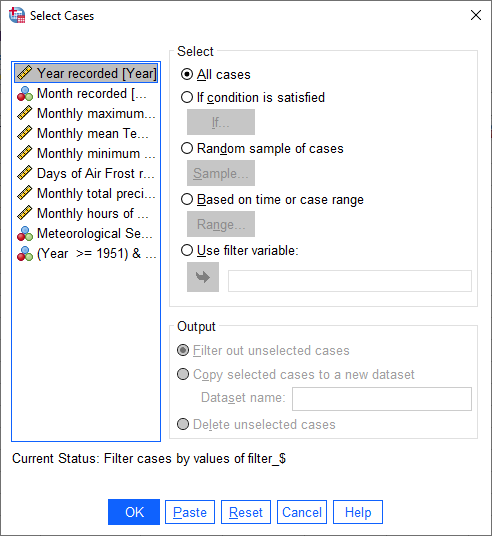 Select Cases
Select
Year recorded [Year]
Month recorded [...
Monthly maximum...
Monthly mean Te...
Monthly minimum ...
Days of Air Frost r...
Monthly total preci...
Monthly hours of ...
Meteorological Se...
(Year >= 1951) & ...
All cases
If condition is satisfied
If...
Random sample of cases
Sample...
Based on time or case range
Range...
Use filter variable:
Output
Filter out unselected cases
Copy selected cases to a new dataset
Dataset name:
Delete unselected cases
Current Status: Filter cases by values of filter_$
OK
Paste
Reset
Cancel
Help